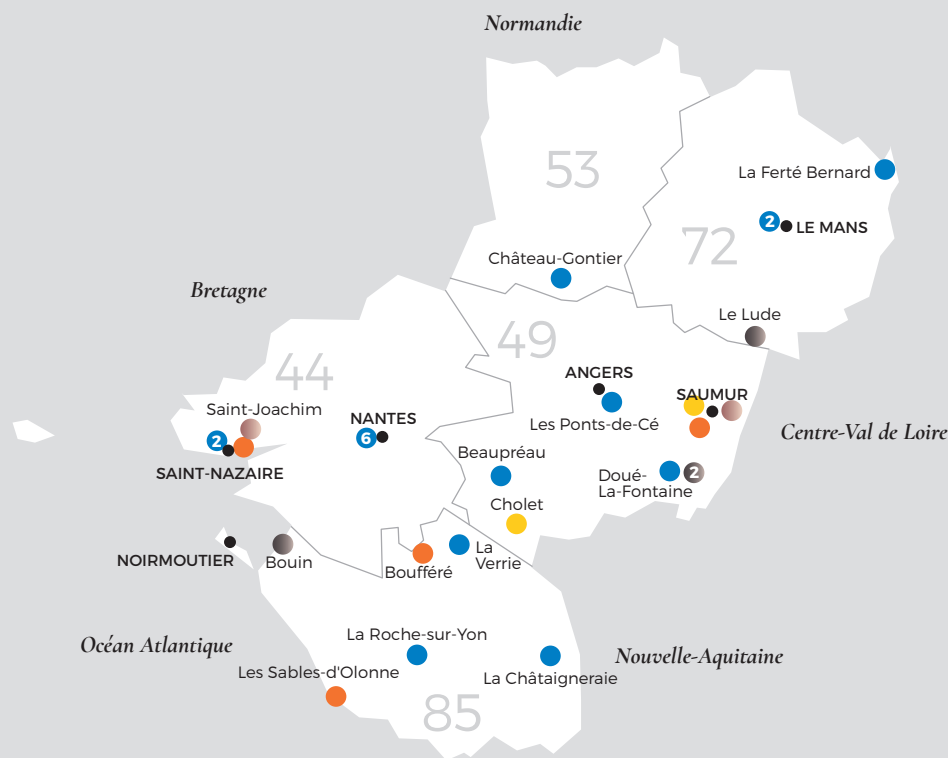 Normandie
53
La Ferté Bernard
2
LE MANS
72
Château-Gontier
Bretagne
Le Lude
49
44
ANGERS
SAUMUR
Saint-Joachim
NANTES
Les Ponts-de-Cé
Centre-Val de Loire
2
6
Beaupréau
SAINT-NAZAIRE
Doué-
La-Fontaine
2
Cholet
NOIRMOUTIER
Bouin
La
Verrie
Boufféré
Océan Atlantique
La Roche-sur-Yon
Nouvelle-Aquitaine
Les Sables-d'Olonne
La Châtaigneraie
85